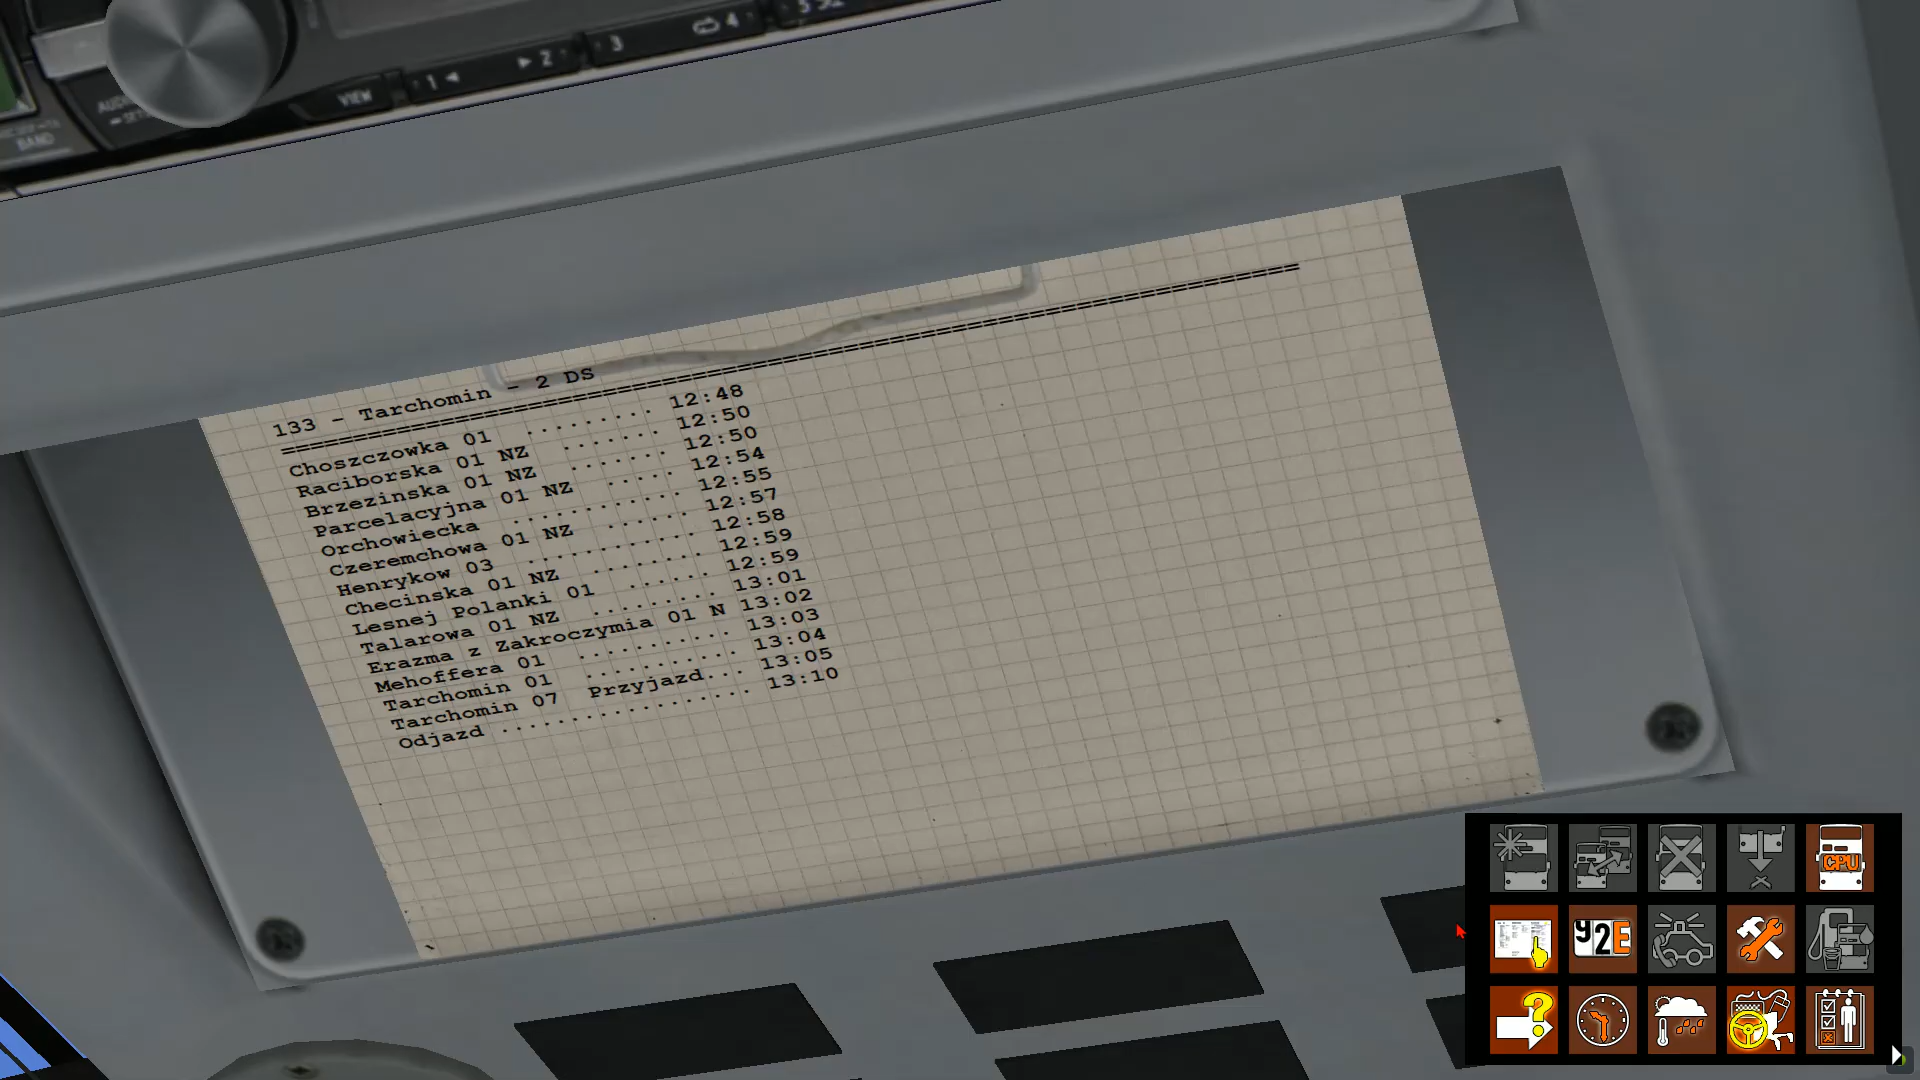 VIEW
1
2
3
4
BAND
133 - Tarchomin - 2 DS
================================================================
Choszczowka 01 ......... 12:48
Raciborska 01 NZ ....... 12:50
Brzezinska 01 NZ ....... 12:50
Parcelacyjna 01 NZ ..... 12:54
Orchowiecka ............ 12:55
Czeremchowa 01 NZ ...... 12:57
Henrykow 03 ............ 12:58
Checinska 01 NZ ........ 12:59
Lesnej Polanki 01 ...... 12:59
Talarowa 01 NZ ......... 13:01
Erazma z Zakroczymia 01 N 13:02
Mehoffera 01 ........... 13:03
Tarchomin 01 ........... 13:04
Tarchomin 07 Przyjazd... 13:05
Odjazd .................. 13:10
CPU
92E
?